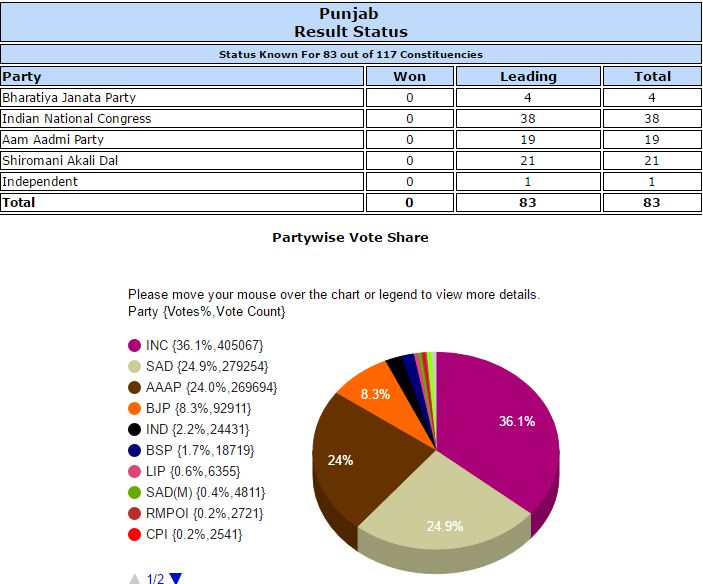 Punjab
Result Status
Status Known For 83 out of 117 Constituencies
Party Won Leading Total
Bharatiya Janata Party 0 4 4
Indian National Congress 0 38 38
Aam Aadmi Party 0 19 19
Shiromani Akali Dal 0 21 21
Independent 0 1 1
Total 0 83 83
Partywise Vote Share
Please move your mouse over the chart or legend to view more details.
Party {Votes%,Vote Count}
INC {36.1%,405067}
SAD {24.9%,279254}
AAAP {24.0%,269694}
BJP {8.3%,92911}
IND {2.2%,24431}
BSP {1.7%,18719}
LIP {0.6%,6355}
SAD(M) {0.4%,4811}
RMPOI {0.2%,2721}
CPI {0.2%,2541}
1/2
8.3%
36.1%
24%
24.9%